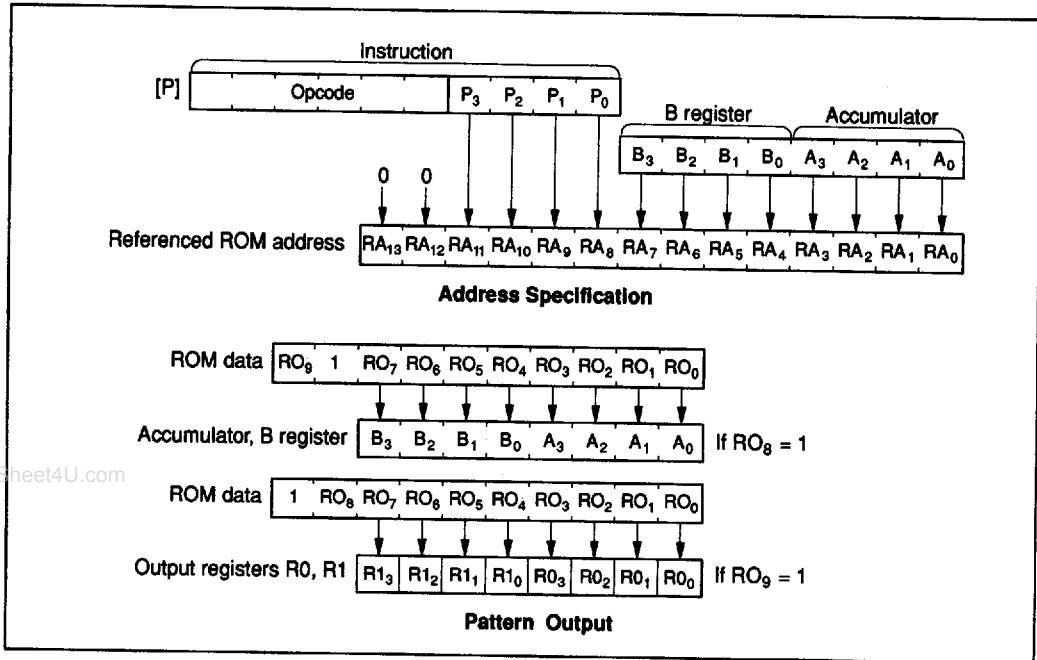 Instruction
[P] Opcode P₃ P₂ P₁ P₀
B register Accumulator
B₃ B₂ B₁ B₀ A₃ A₂ A₁ A₀
0 0
Referenced ROM address RA₁₃ RA₁₂ RA₁₁ RA₁₀ RA₉ RA₈ RA₇ RA₆ RA₅ RA₄ RA₃ RA₂ RA₁ RA₀
Address Specification
ROM data RO₉ 1 RO₇ RO₆ RO₅ RO₄ RO₃ RO₂ RO₁ RO₀
Accumulator, B register B₃ B₂ B₁ B₀ A₃ A₂ A₁ A₀ If RO₈ = 1
Sheet4U.com
ROM data 1 RO₈ RO₇ RO₆ RO₅ RO₄ RO₃ RO₂ RO₁ RO₀
Output registers R0, R1 R1₃ R1₂ R1₁ R1₀ R0₃ R0₂ R0₁ R0₀ If RO₉ = 1
Pattern Output